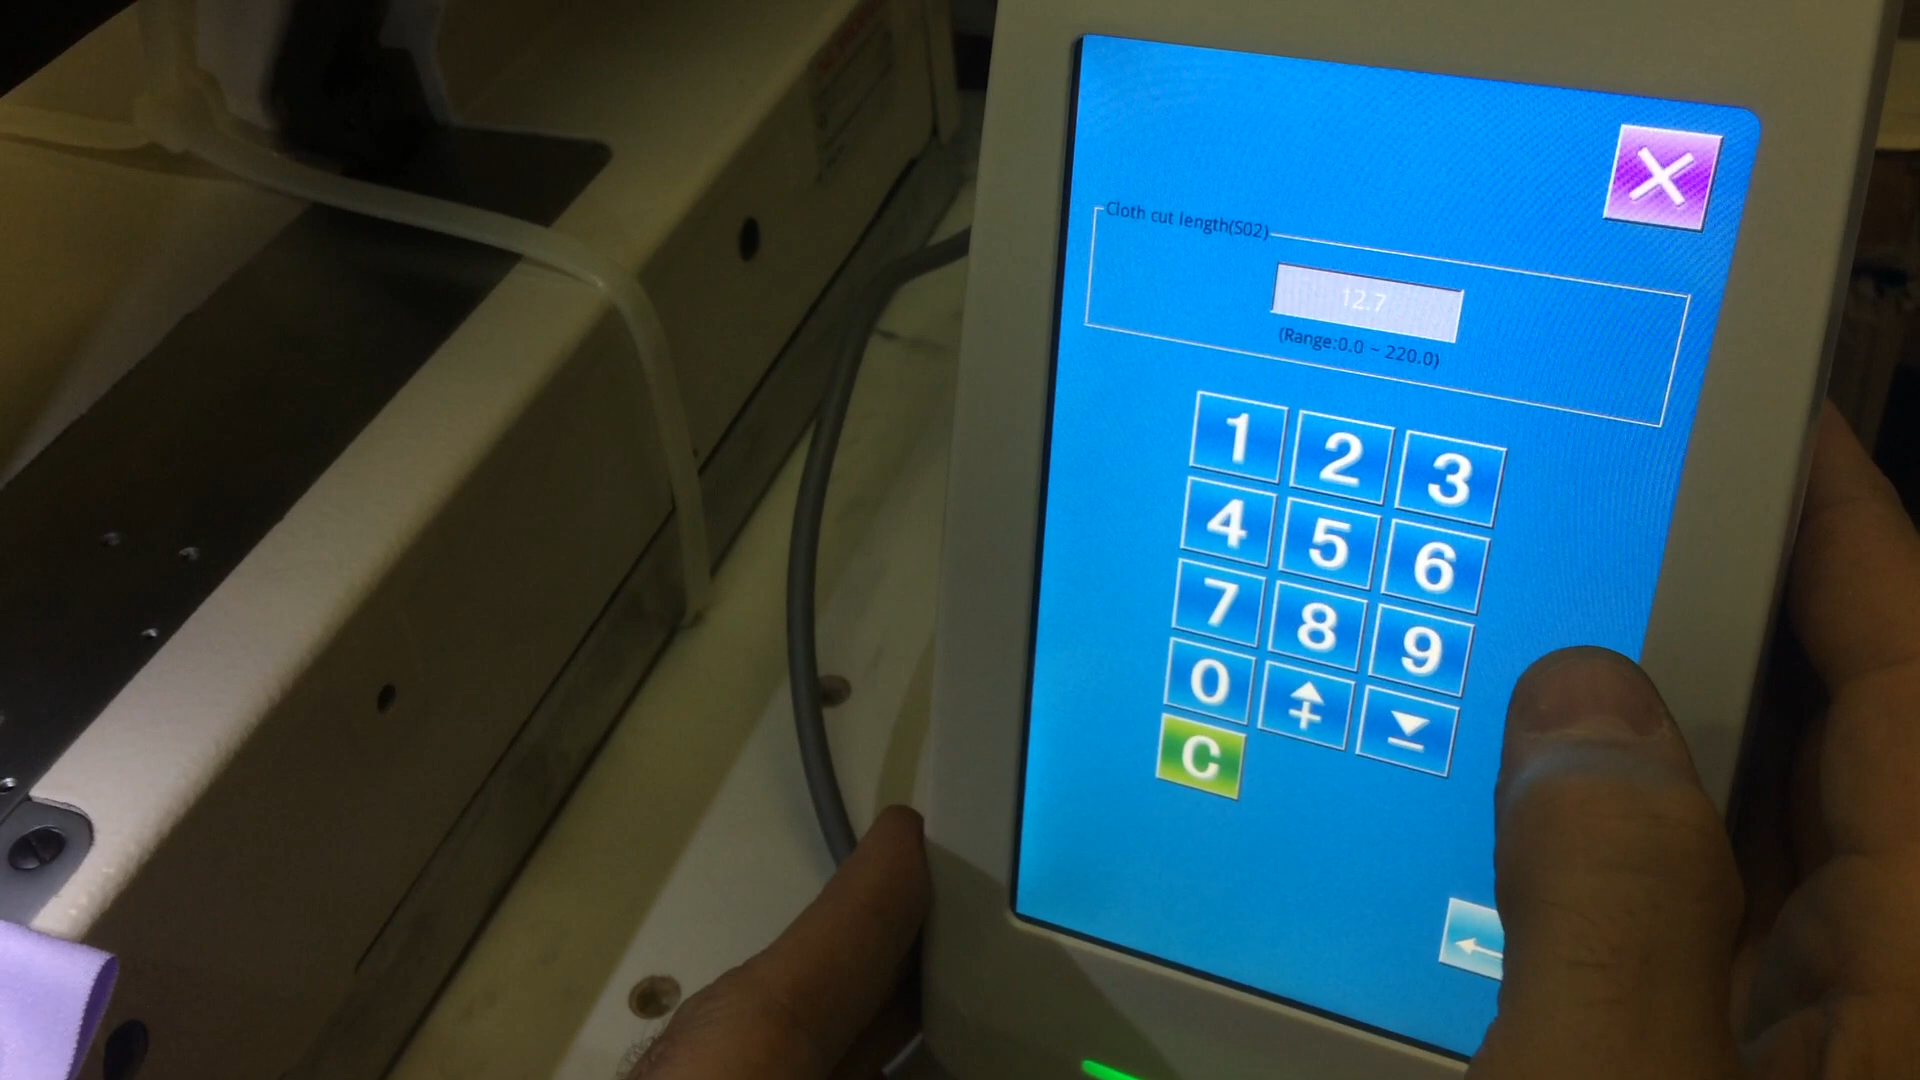 Cloth cut length(S02)
12.7
(Range:0.0 ~ 220.0)
1 2 3
4 5 6
7 8 9
0
C